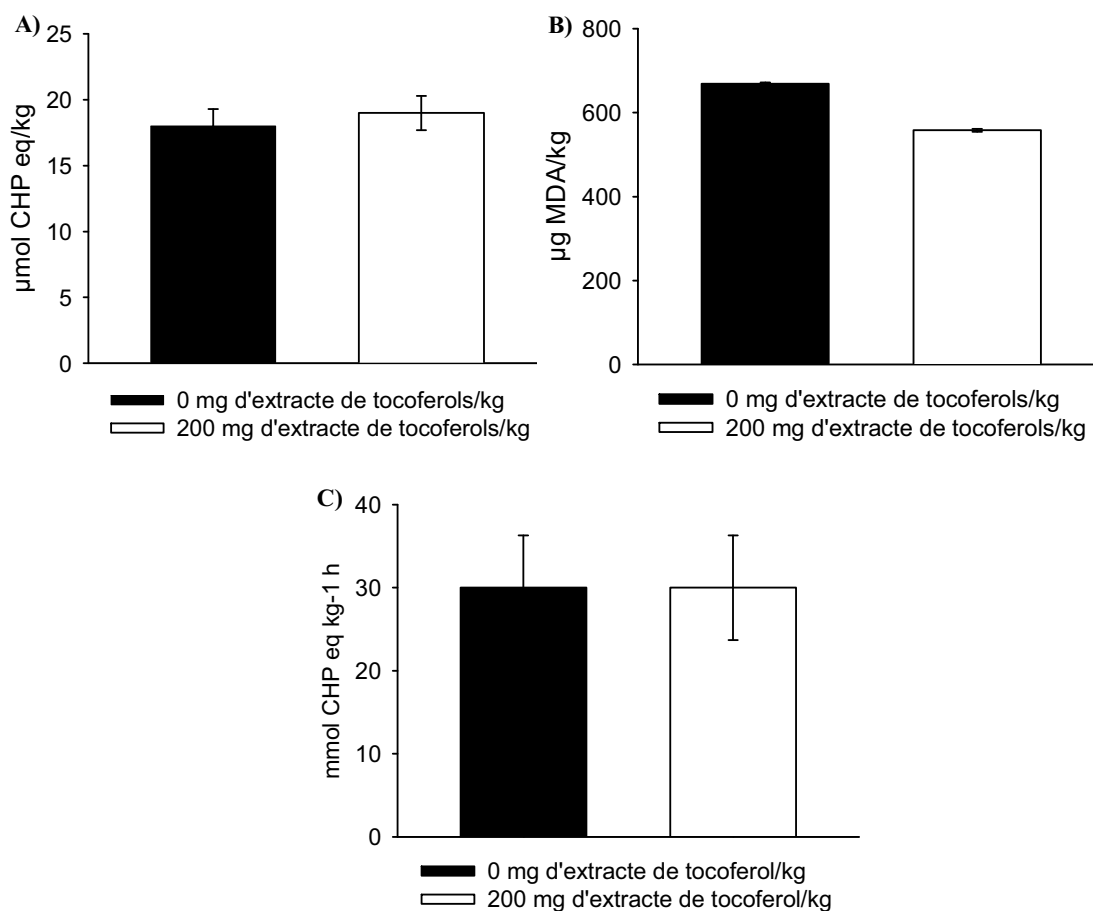 A)
µmol CHP eq/kg
25
20
15
10
5
0
0 mg d'extracte de tocoferols/kg
200 mg d'extracte de tocoferols/kg
B)
µg MDA/kg
800
600
400
200
0
0 mg d'extracte de tocoferols/kg
200 mg d'extracte de tocoferols/kg
C)
mmol CHP eq kg-1 h
40
30
20
10
0
0 mg d'extracte de tocoferol/kg
200 mg d'extracte de tocoferol/kg